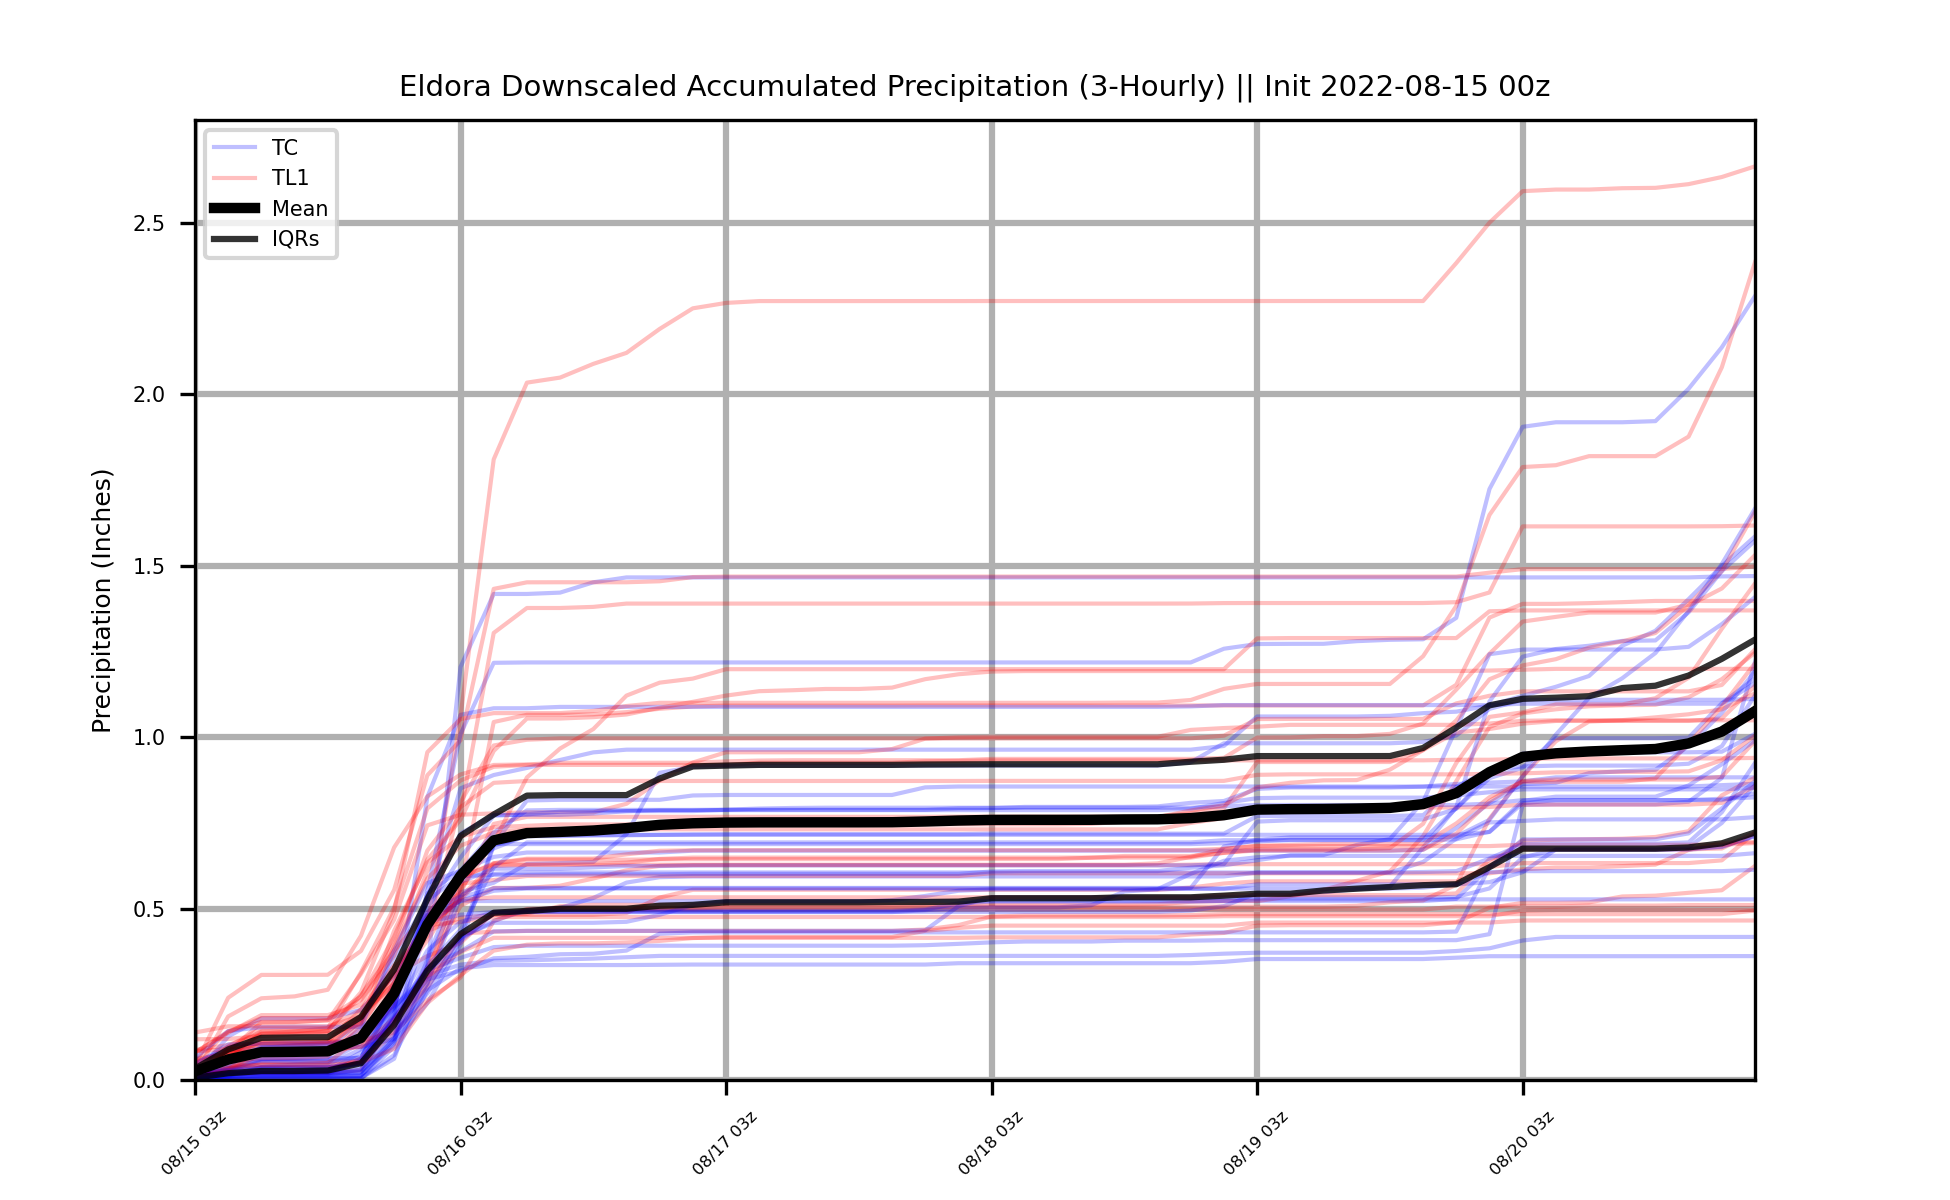 Eldora Downscaled Accumulated Precipitation (3-Hourly) || Init 2022-08-15 00z
TC
TL1
Mean
IQRs
Precipitation (Inches)
2.5
2.0
1.5
1.0
0.5
0.0
08/15 03z
08/16 03z
08/17 03z
08/18 03z
08/19 03z
08/20 03z